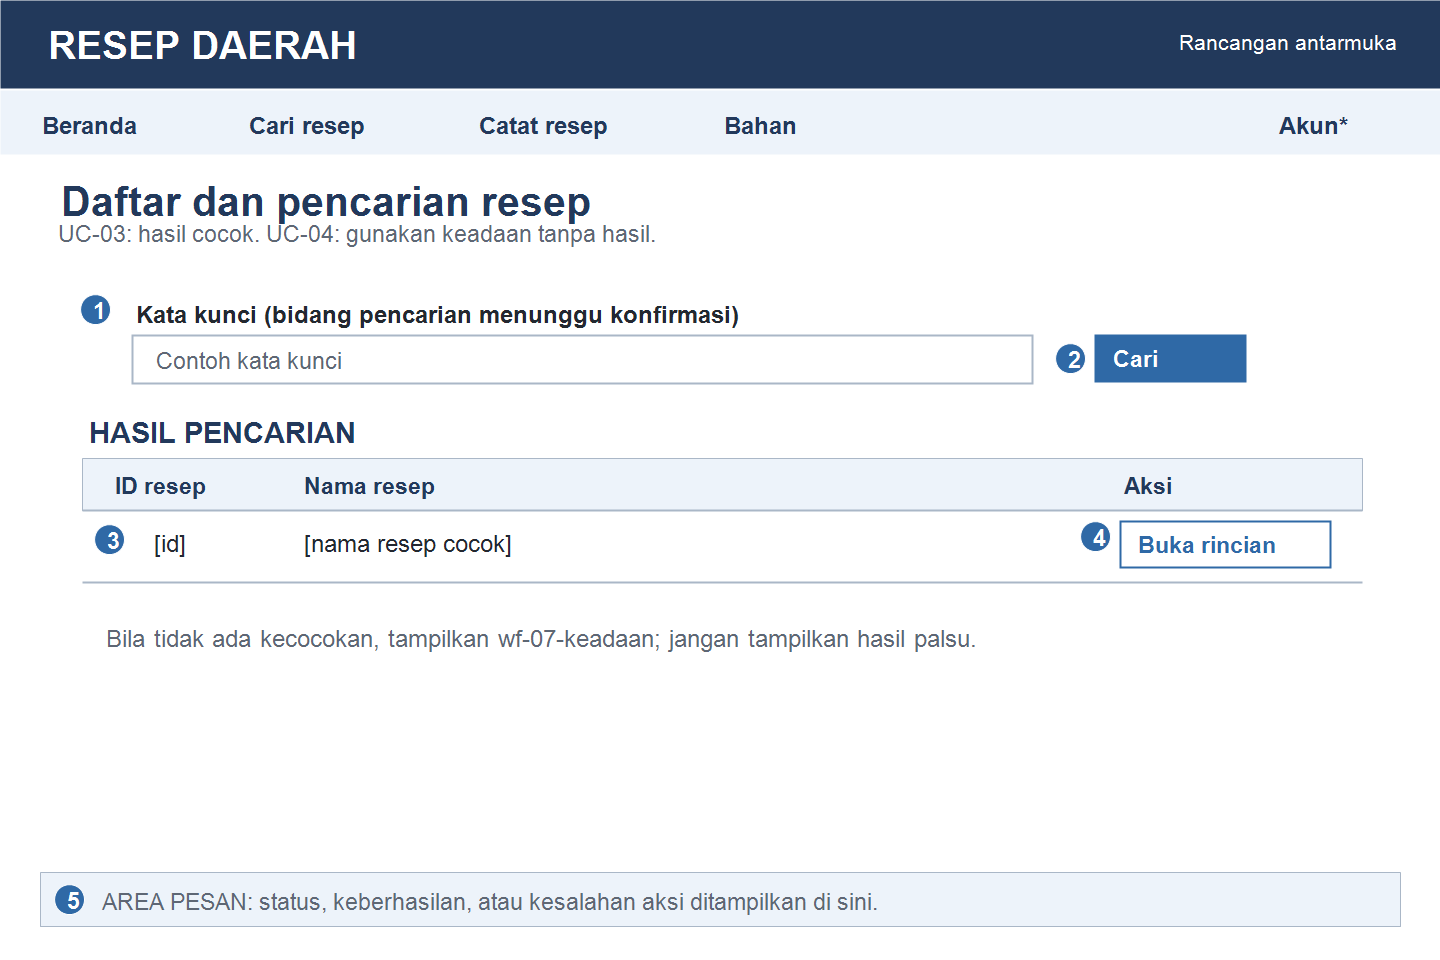 RESEP DAERAH
Rancangan antarmuka
Beranda Cari resep Catat resep Bahan Akun*
Daftar dan pencarian resep
UC-03: hasil cocok. UC-04: gunakan keadaan tanpa hasil.
1 Kata kunci (bidang pencarian menunggu konfirmasi)
Contoh kata kunci
2 Cari
HASIL PENCARIAN
ID resep Nama resep Aksi
3 [id] [nama resep cocok] 4 Buka rincian
Bila tidak ada kecocokan, tampilkan wf-07-keadaan; jangan tampilkan hasil palsu.
5 AREA PESAN: status, keberhasilan, atau kesalahan aksi ditampilkan di sini.